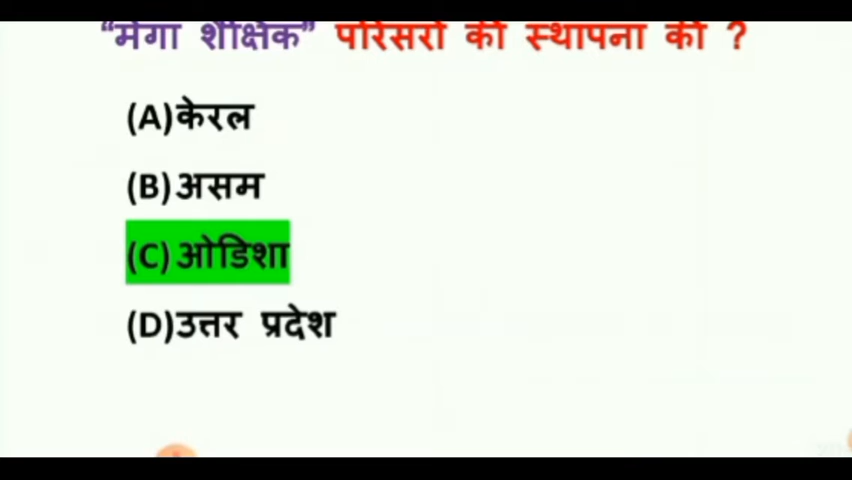 “मेगा शैक्षिक” परिसरों की स्थापना की ?
(A)केरल
(B)असम
(C)ओडिशा
(D)उत्तर प्रदेश